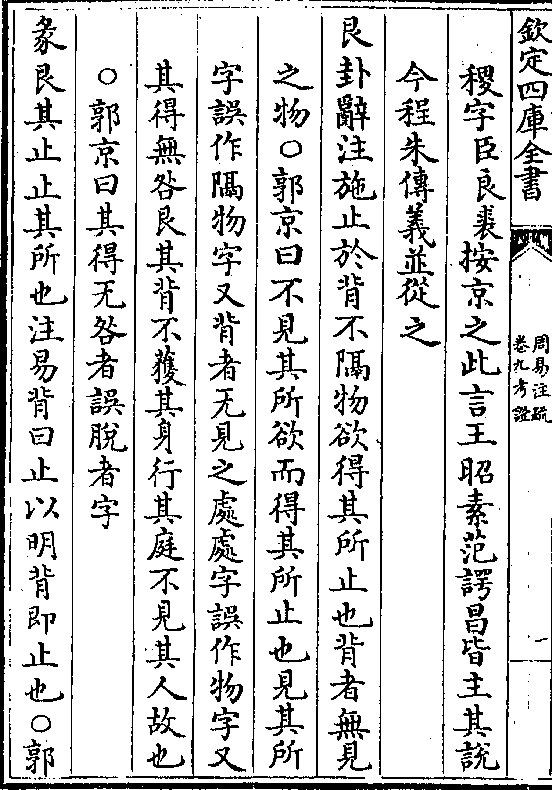 欽定四庫全書
周易注疏
卷九考證
一
稷字臣良裘按京之此言王昭素范諤昌皆主其說
今程朱傳義並從之
艮卦辭注施止於背不隔物欲得其所止也背者無見
之物○郭京曰不見其所欲而得其所止也見其所
字誤作隔物字又背者无見之處處字誤作物字又
其得無咎艮其背不獲其身行其庭不見其人故也
○郭京曰其得无咎者誤脫者字
彖艮其止止其所也注易背曰止以明背即止也○郭